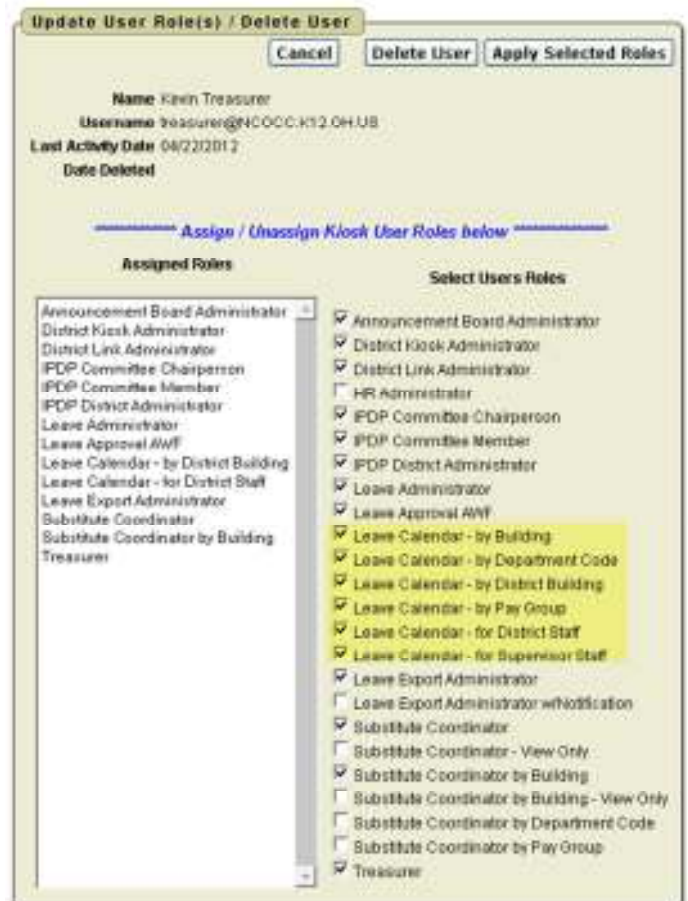 Update User Role(s) / Delete User
Cancel Delete User Apply Selected Roles
Name Kevin Treasurer
Username treasurer@NCOCC.K12.OH.US
Last Activity Date 04/22/2012
Date Deleted
Assign / Unassign Kiosk User Roles below
Assigned Roles
Announcement Board Administrator
District Kiosk Administrator
District Link Administrator
IPDP Committee Chairperson
IPDP Committee Member
IPDP District Administrator
Leave Administrator
Leave Approval AWF
Leave Calendar - by District Building
Leave Calendar - for District Staff
Leave Export Administrator
Substitute Coordinator
Substitute Coordinator by Building
Treasurer
Select Users Roles
Announcement Board Administrator
District Kiosk Administrator
District Link Administrator
HR Administrator
IPDP Committee Chairperson
IPDP Committee Member
IPDP District Administrator
Leave Administrator
Leave Approval AWF
Leave Calendar - by Building
Leave Calendar - by Department Code
Leave Calendar - by District Building
Leave Calendar - by Pay Group
Leave Calendar - for District Staff
Leave Calendar - for Supervisor Staff
Leave Export Administrator
Leave Export Administrator w/Notification
Substitute Coordinator
Substitute Coordinator - View Only
Substitute Coordinator by Building
Substitute Coordinator by Building - View Only
Substitute Coordinator by Department Code
Substitute Coordinator by Pay Group
Treasurer